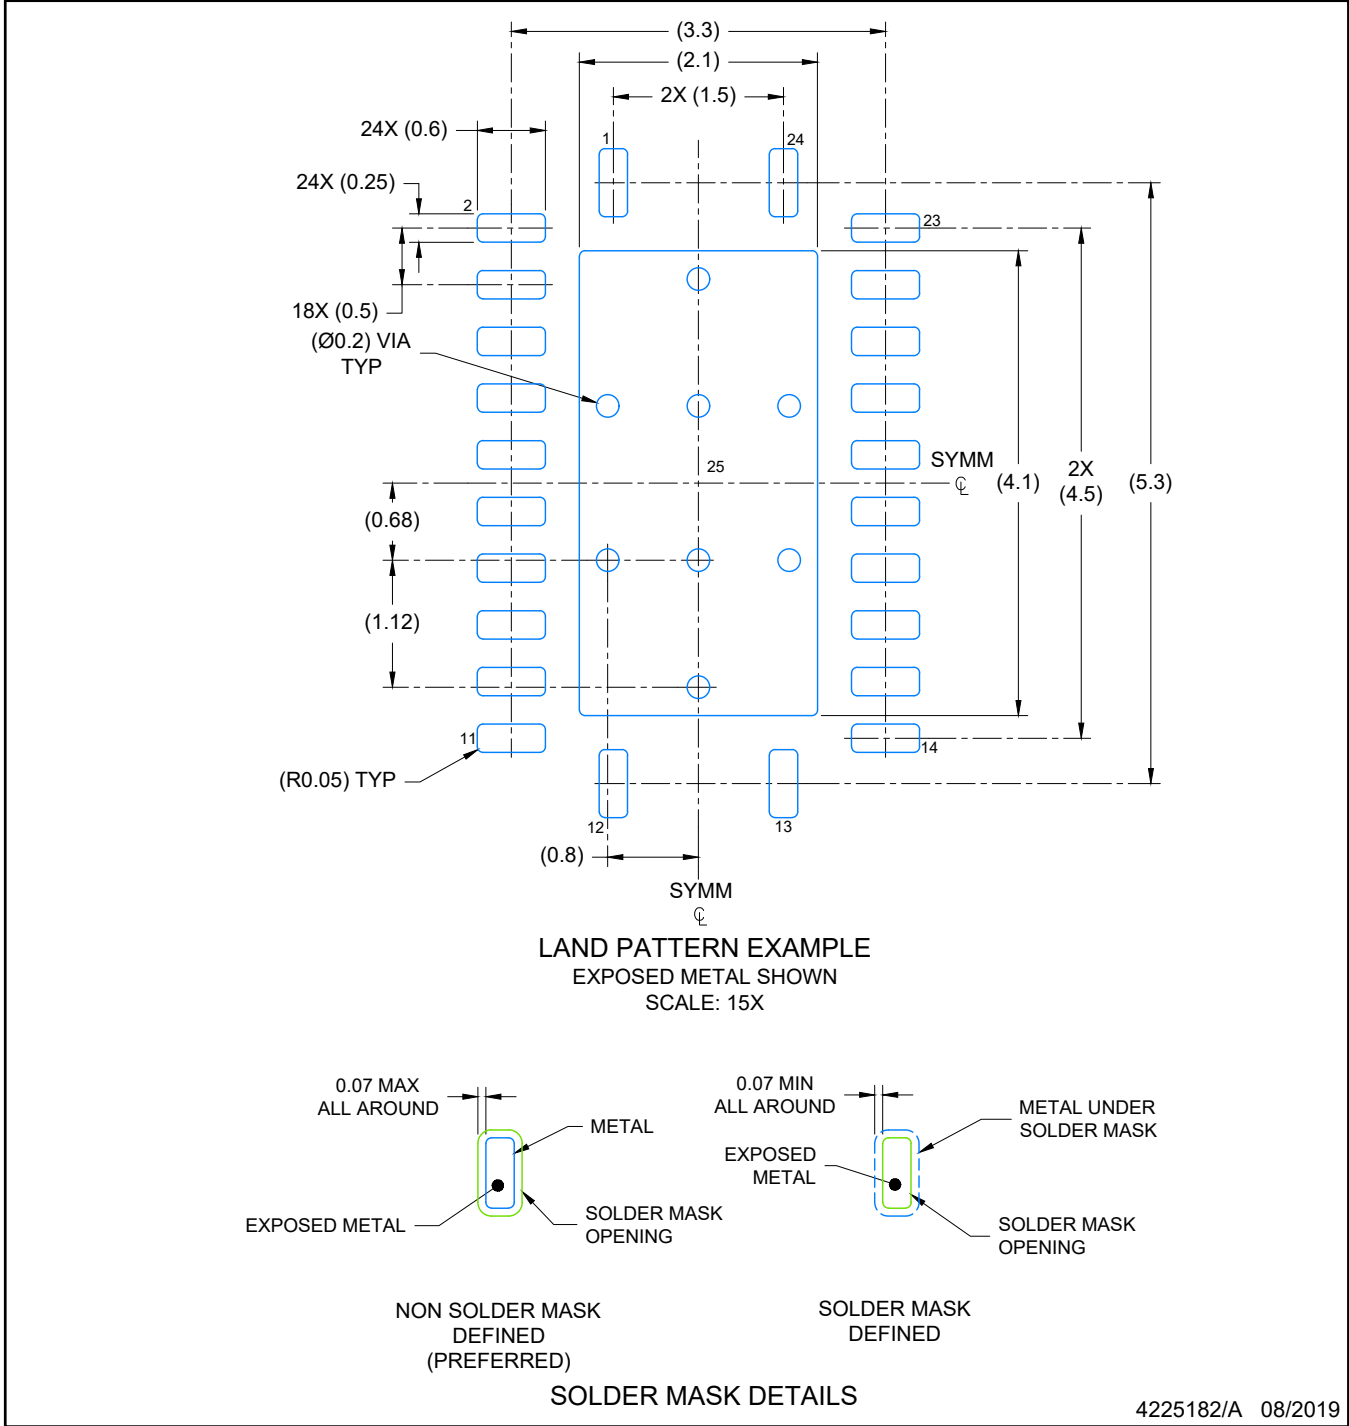 (3.3)
(2.1)
2X (1.5)
24X (0.6)
1
24
24X (0.25)
2
23
18X (0.5)
(Ø0.2) VIA
TYP
25
SYMM
℄
(4.1)
2X
(4.5)
(5.3)
(0.68)
(1.12)
11
14
(R0.05) TYP
12
13
(0.8)
SYMM
℄
LAND PATTERN EXAMPLE
EXPOSED METAL SHOWN
SCALE: 15X
0.07 MAX
ALL AROUND
METAL
EXPOSED METAL
SOLDER MASK
OPENING
NON SOLDER MASK
DEFINED
(PREFERRED)
0.07 MIN
ALL AROUND
METAL UNDER
SOLDER MASK
EXPOSED
METAL
SOLDER MASK
OPENING
SOLDER MASK
DEFINED
SOLDER MASK DETAILS
4225182/A 08/2019